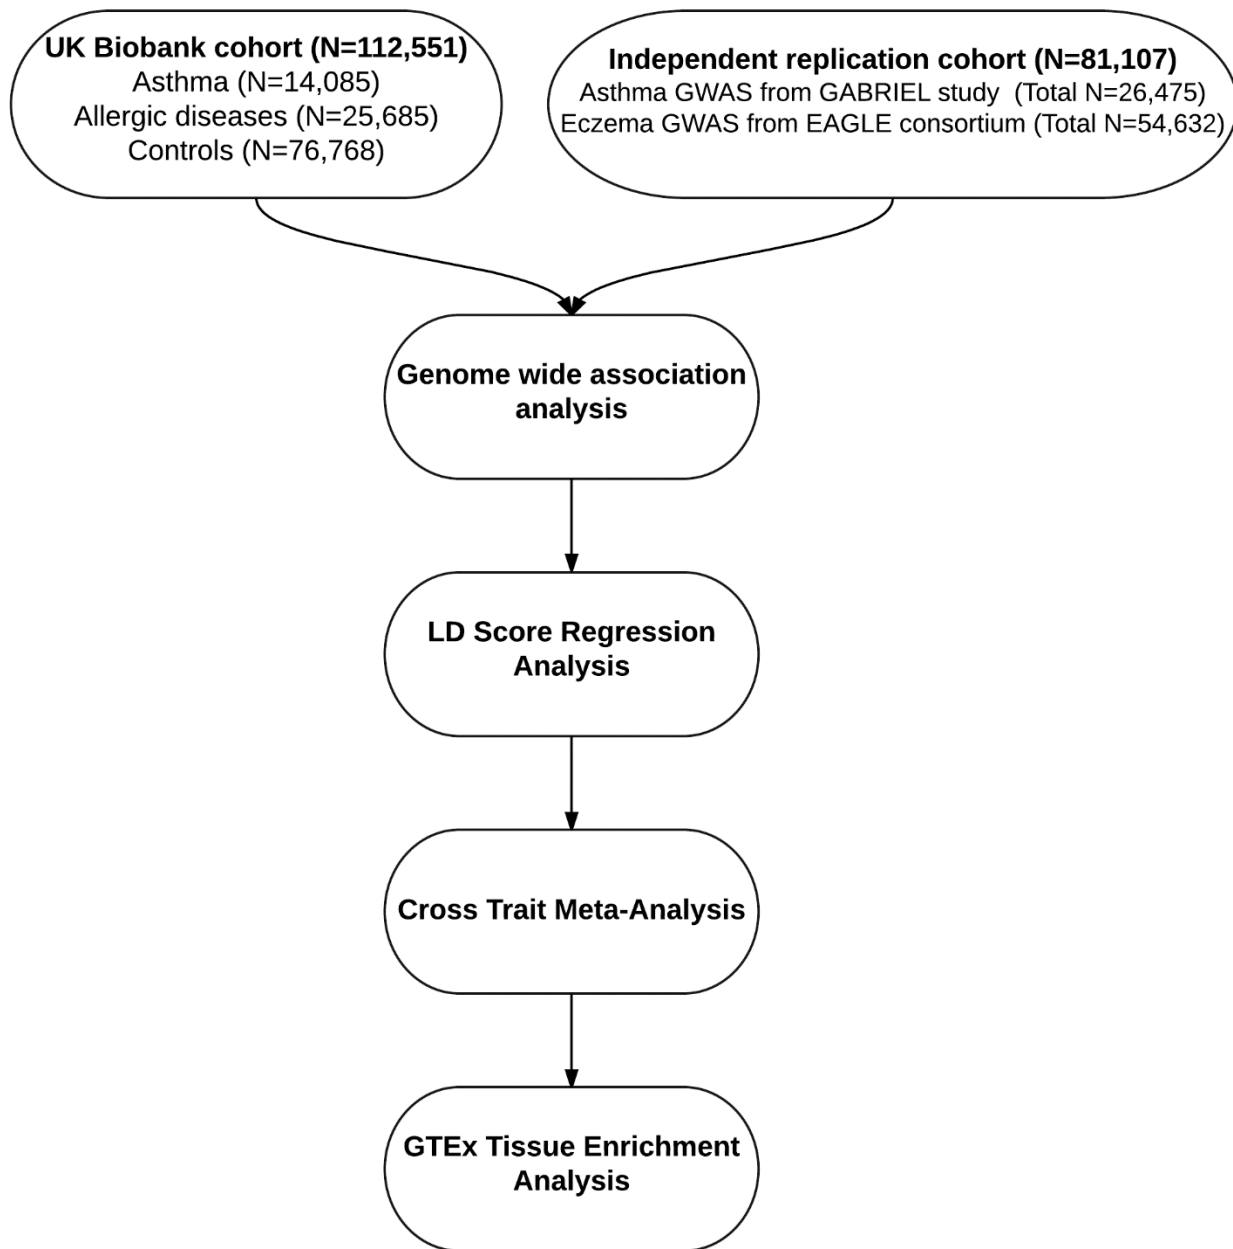 UK Biobank cohort (N=112,551)
Asthma (N=14,085)
Allergic diseases (N=25,685)
Controls (N=76,768)
Independent replication cohort (N=81,107)
Asthma GWAS from GABRIEL study (Total N=26,475)
Eczema GWAS from EAGLE consortium (Total N=54,632)
Genome wide association
analysis
LD Score Regression
Analysis
Cross Trait Meta-Analysis
GTEx Tissue Enrichment
Analysis